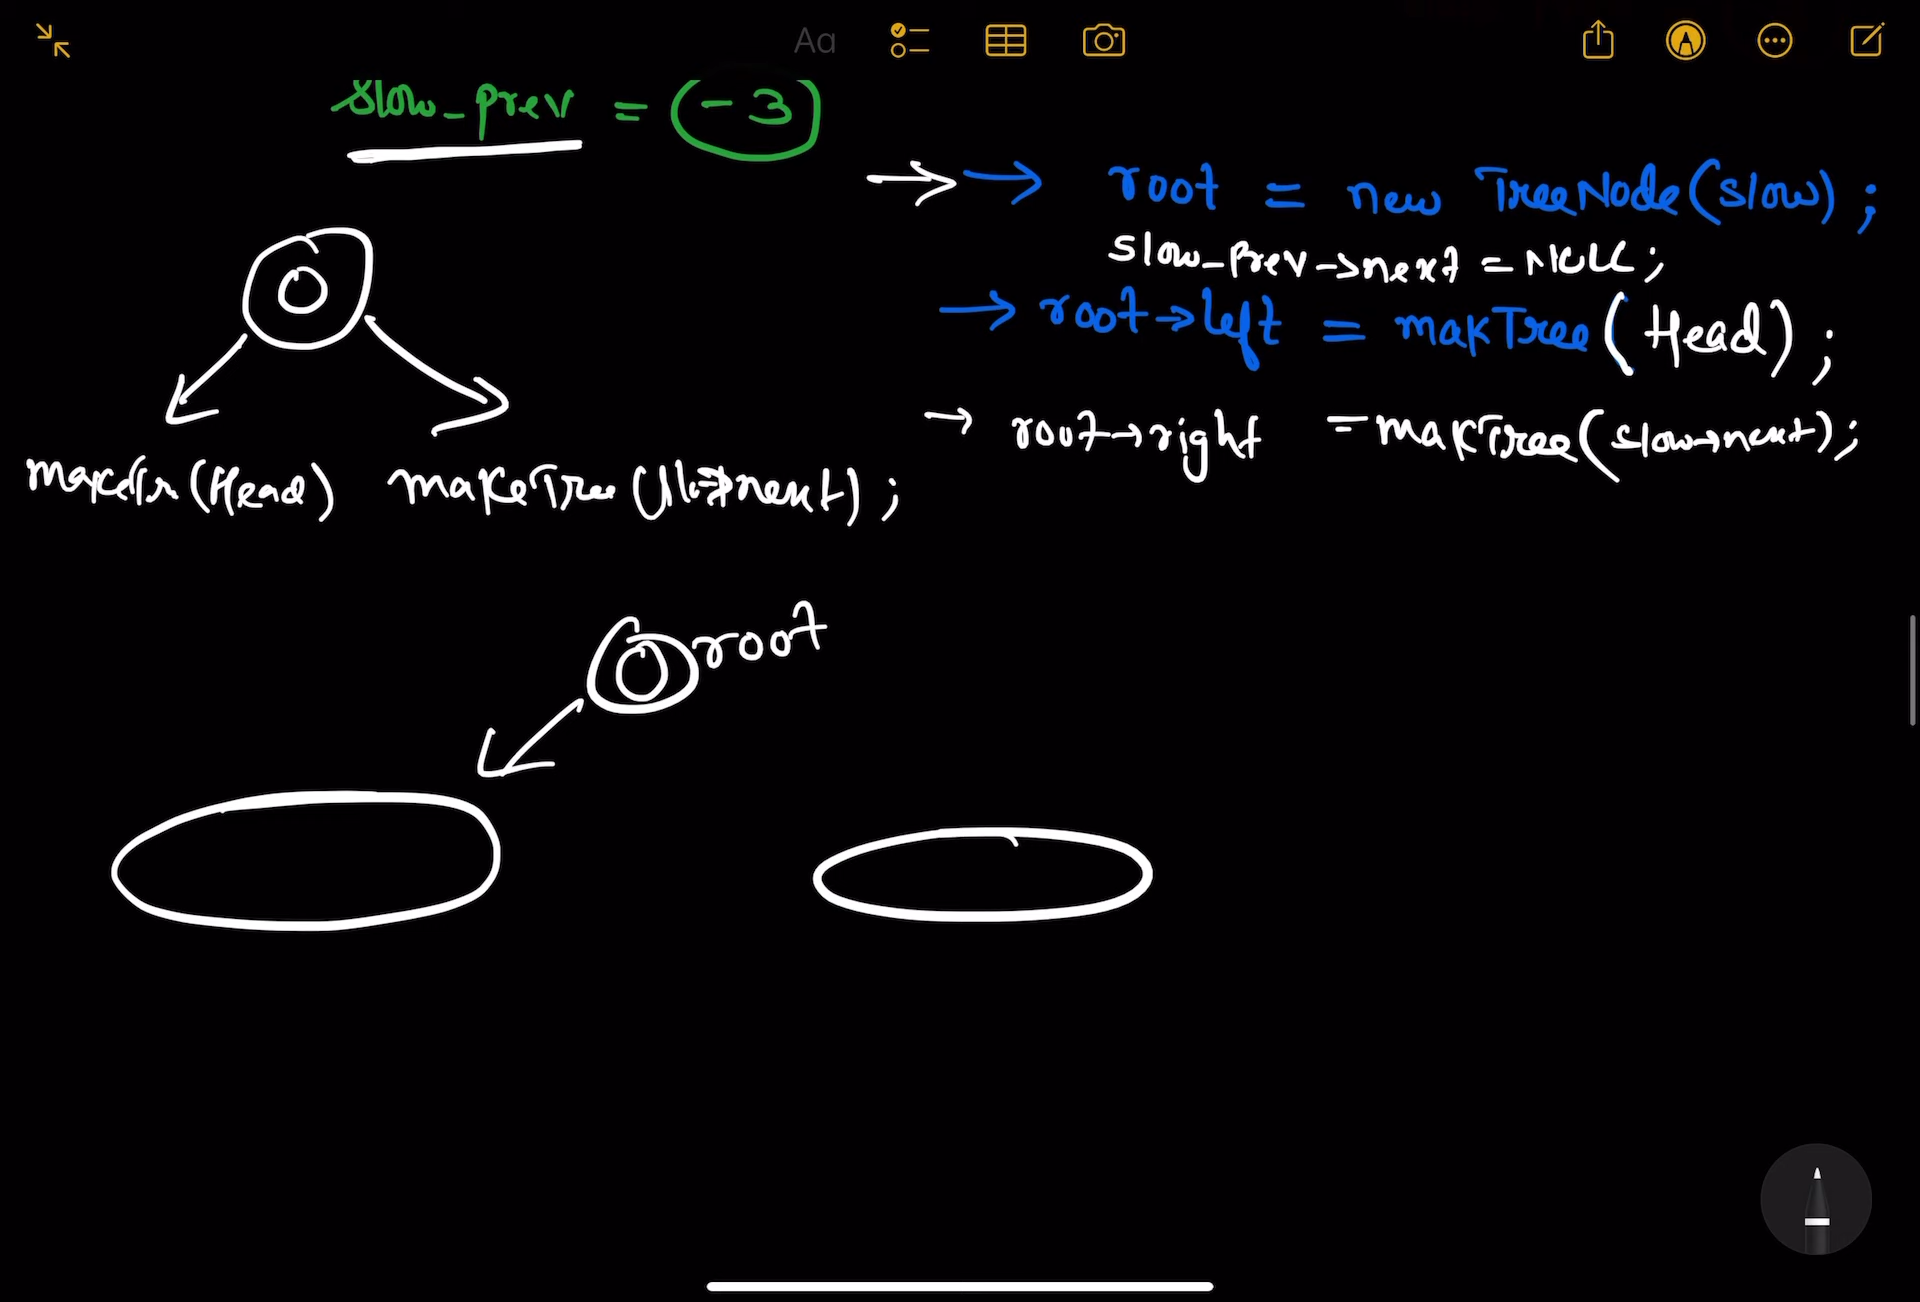 Aa
slow_prev = -3
root = new TreeNode(slow);
slow_prev->next = NULL;
root->left = makTree(Head);
root->right = makTree(slow->next);
0
(Head) makeTree( next);
0 root